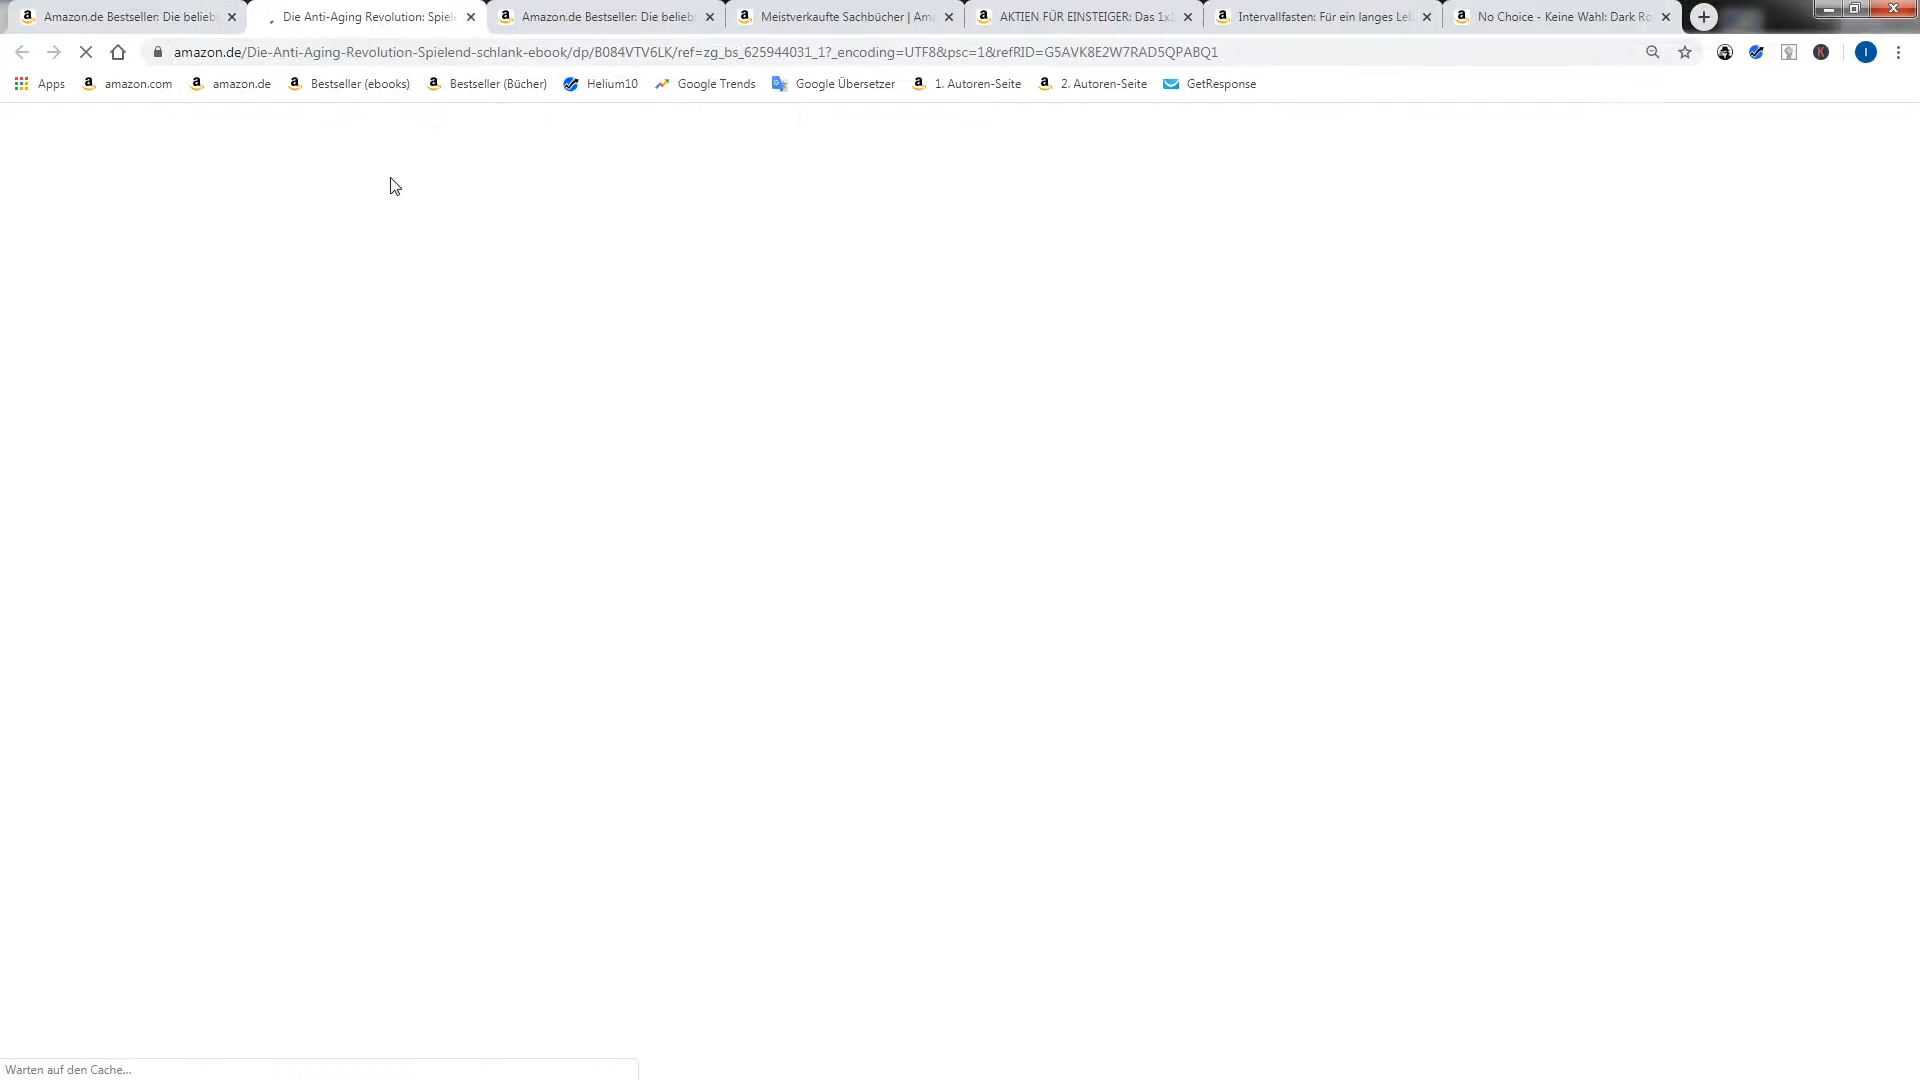 Amazon.de Bestseller: Die belieb
Die Anti-Aging Revolution: Spiel
Amazon.de Bestseller: Die belieb
Meistverkaufte Sachbücher | Am
AKTIEN FÜR EINSTEIGER: Das 1x
Intervallfasten: Für ein langes Le
No Choice - Keine Wahl: Dark Ro
amazon.de/Die-Anti-Aging-Revolution-Spielend-schlank-ebook/dp/B084VTV6LK/ref=zg_bs_625944031_1?_encoding=UTF8&psc=1&refRID=G5AVK8E2W7RAD5QPABQ1
Apps
amazon.com
amazon.de
Bestseller (ebooks)
Bestseller (Bücher)
Helium10
Google Trends
Google Übersetzer
1. Autoren-Seite
2. Autoren-Seite
GetResponse
Warten auf den Cache...